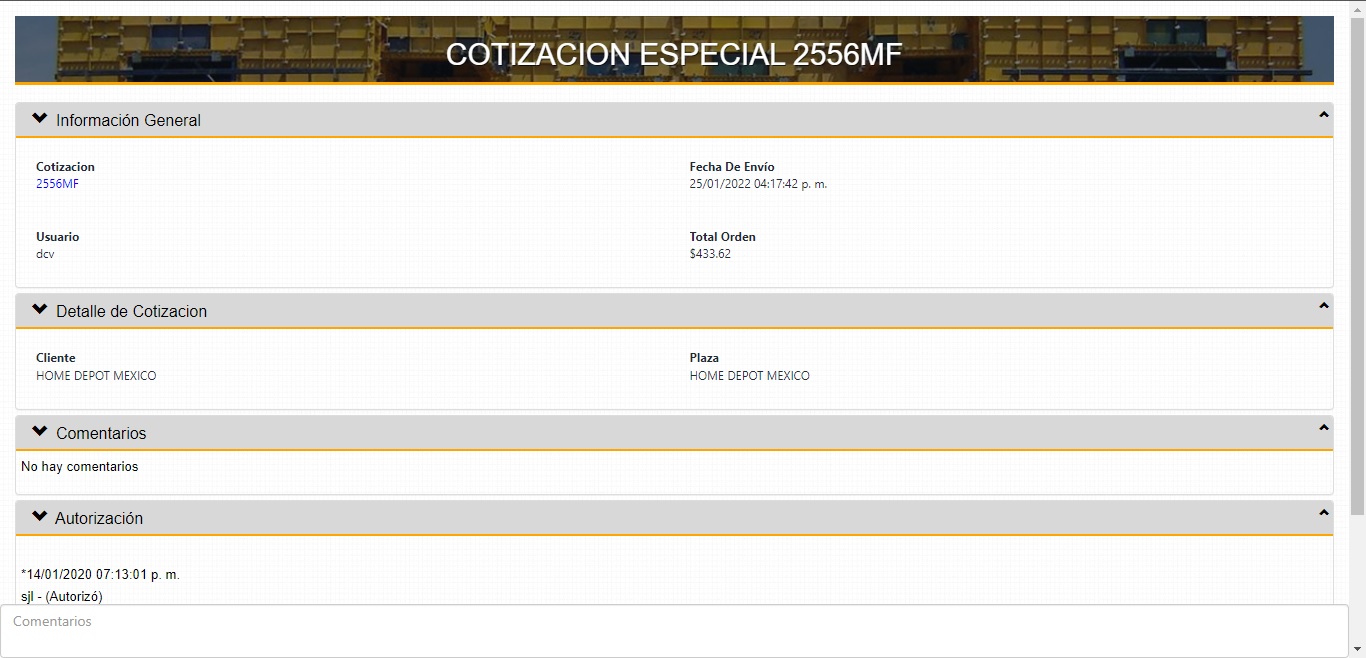 COTIZACION ESPECIAL 2556MF
Información General
Cotizacion
2556MF
Fecha De Envío
25/01/2022 04:17:42 p. m.
Usuario
dcv
Total Orden
$433.62
Detalle de Cotizacion
Cliente
HOME DEPOT MEXICO
Plaza
HOME DEPOT MEXICO
Comentarios
No hay comentarios
Autorización
*14/01/2020 07:13:01 p. m.
sjl - (Autorizó)
Comentarios